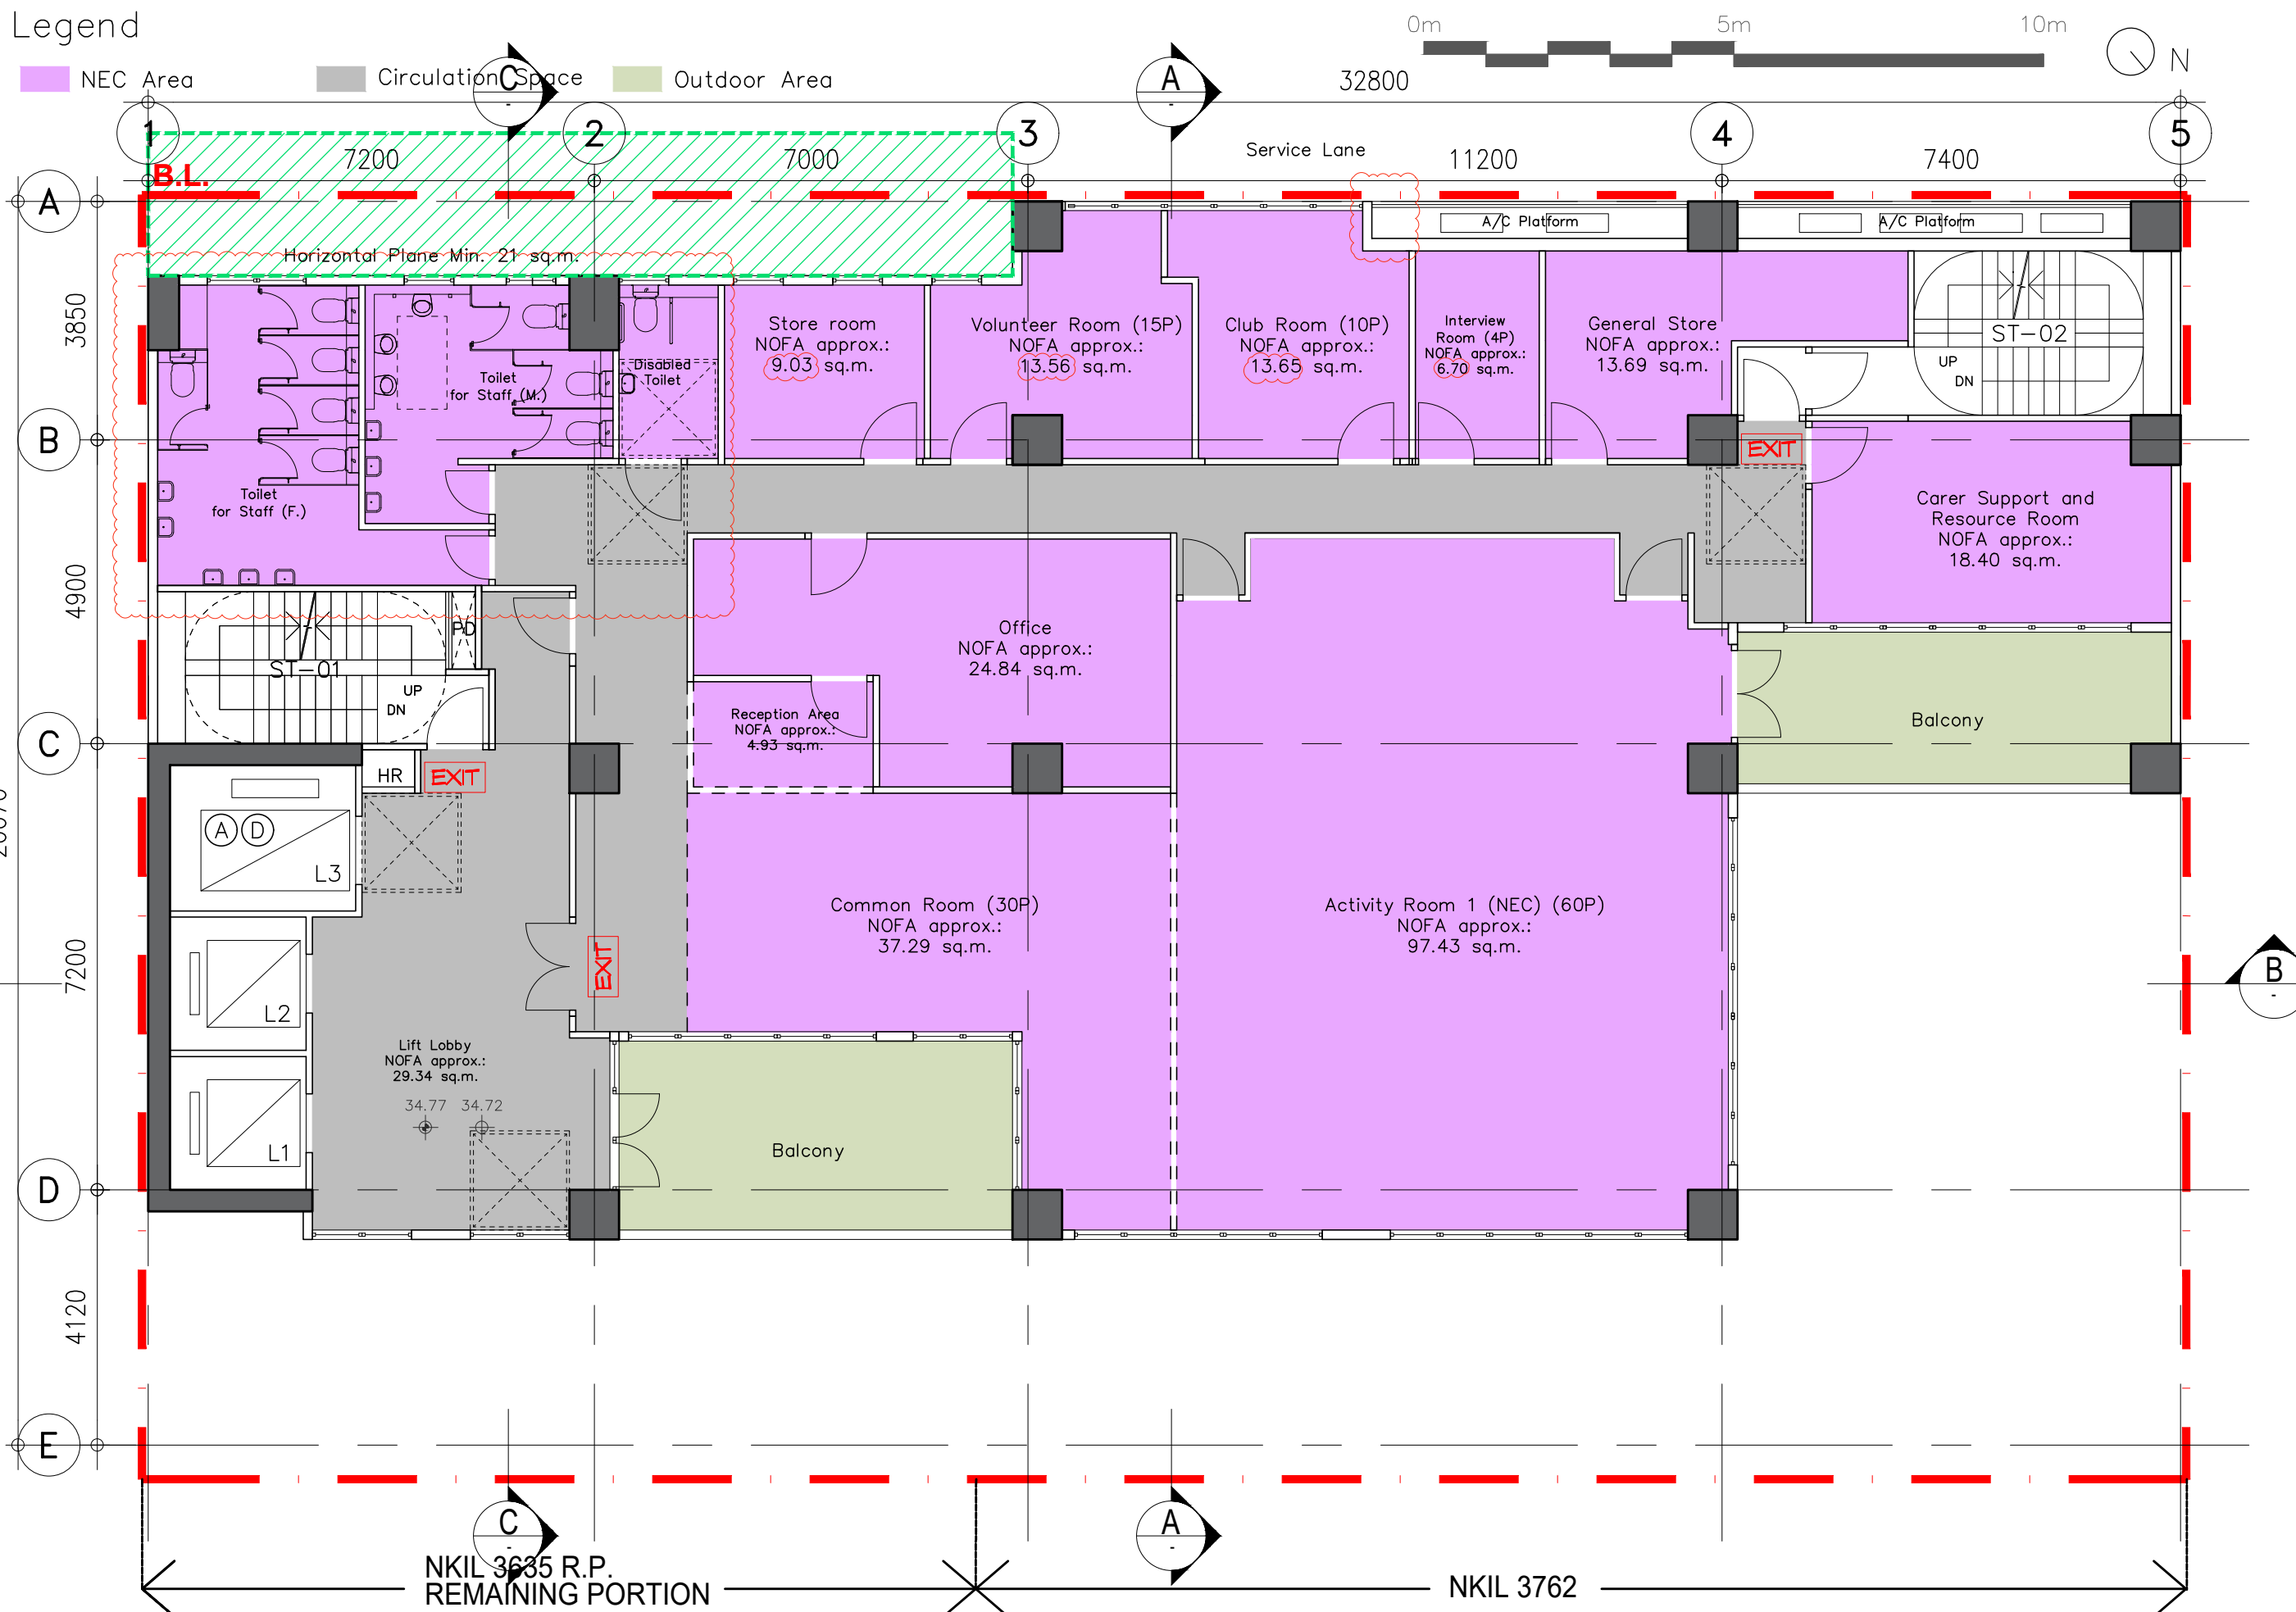 Legend
NEC Area
Circulation Space
Outdoor Area
0m
5m
10m
N
C
-
A
-
32800
1
2
3
4
5
7200
7000
Service Lane
11200
7400
B.L.
A
Horizontal Plane Min. 21 sq.m.
A/C Platform
A/C Platform
3850
Store room
NOFA approx.:
9.03 sq.m.
Volunteer Room (15P)
NOFA approx.:
13.56 sq.m.
Club Room (10P)
NOFA approx.:
13.65 sq.m.
Interview
Room (4P)
NOFA approx.:
6.70 sq.m.
General Store
NOFA approx.:
13.69 sq.m.
ST-02
UP
DN
Disabled
Toilet
Toilet
for Staff (M.)
B
EXIT
Toilet
for Staff (F.)
Carer Support and
Resource Room
NOFA approx.:
18.40 sq.m.
4900
PD
ST-01
UP
DN
Office
NOFA approx.:
24.84 sq.m.
Reception Area
NOFA approx.:
4.93 sq.m.
Balcony
C
HR
EXIT
A
D
L3
Common Room (30P)
NOFA approx.:
37.29 sq.m.
Activity Room 1 (NEC) (60P)
NOFA approx.:
97.43 sq.m.
EXIT
7200
B
-
L2
Lift Lobby
NOFA approx.:
29.34 sq.m.
34.77
34.72
L1
Balcony
D
4120
E
C
-
A
-
NKIL 3635 R.P.
REMAINING PORTION
NKIL 3762